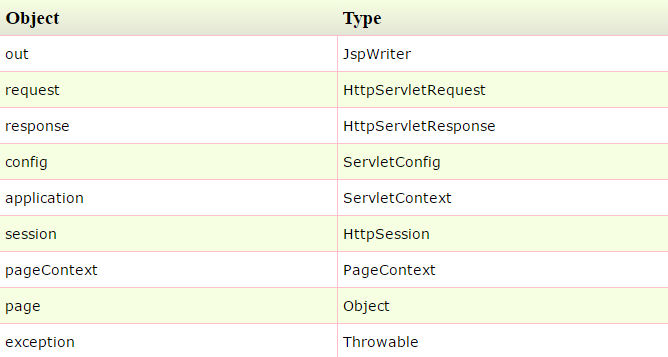 Object Type
out JspWriter
request HttpServletRequest
response HttpServletResponse
config ServletConfig
application ServletContext
session HttpSession
pageContext PageContext
page Object
exception Throwable